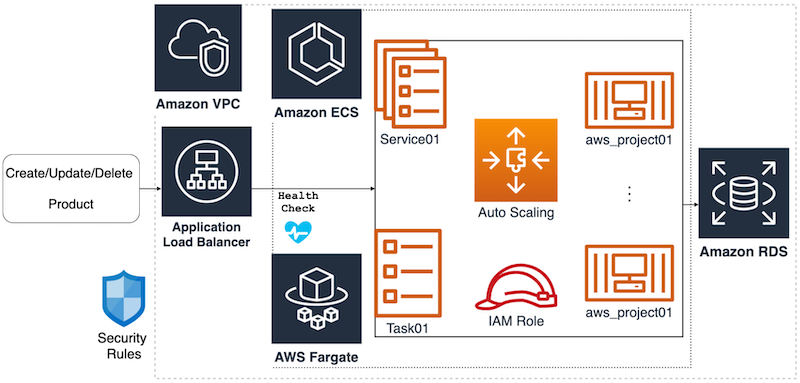 Amazon VPC
Amazon ECS
Service01
aws_project01
Create/Update/Delete
Product
Application
Load Balancer
Health
Check
Auto Scaling
Amazon RDS
Security
Rules
AWS Fargate
Task01
IAM Role
aws_project01